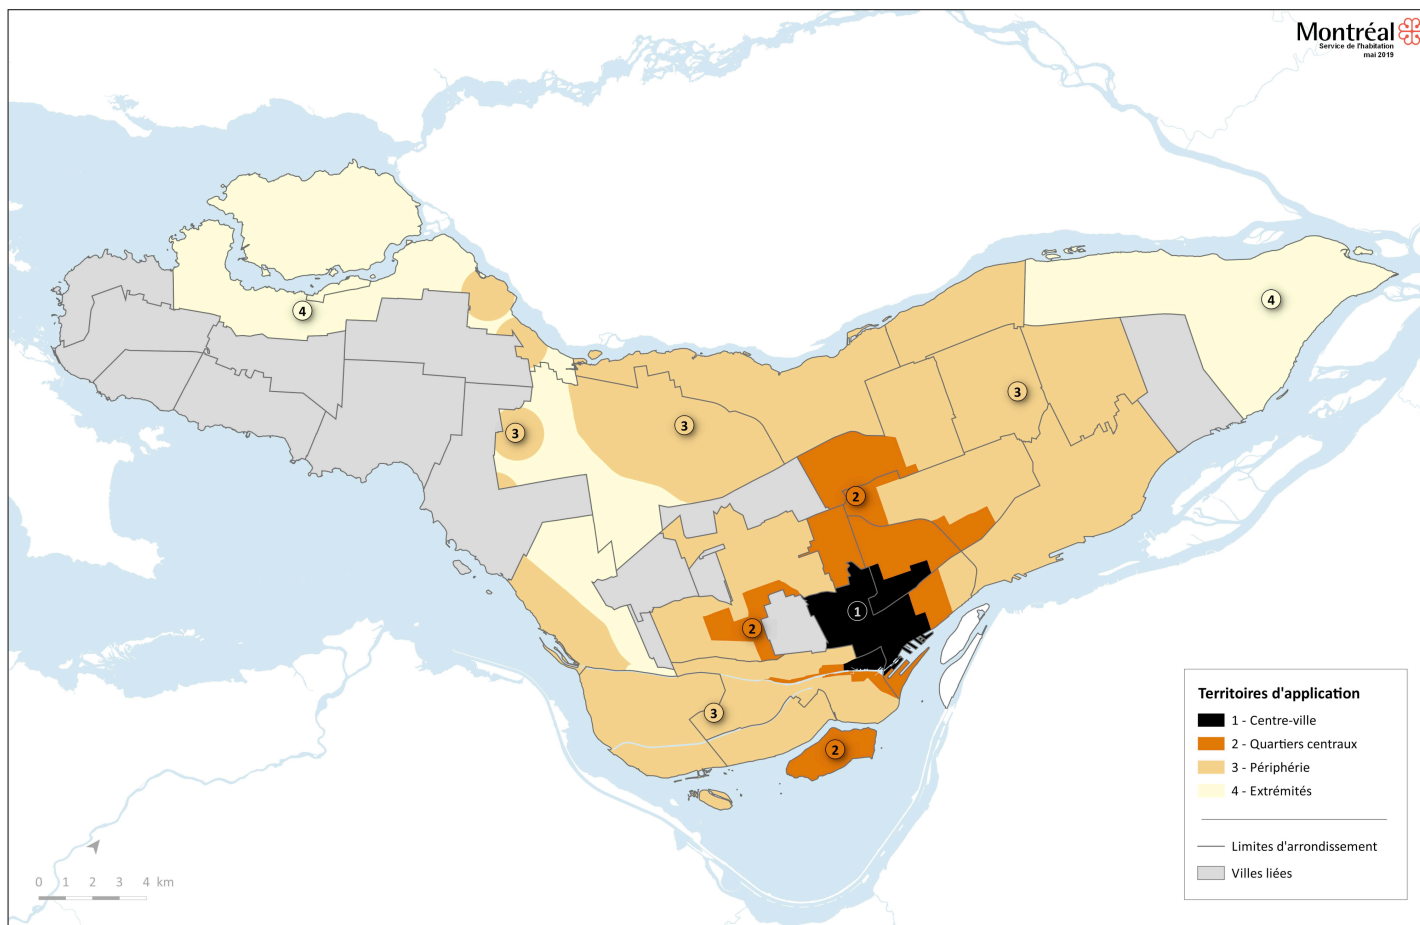 Montréal
Service de l'habitation
mai 2019
4
4
3
3
3
2
1
2
3
2
Territoires d'application
1 - Centre-ville
2 - Quartiers centraux
3 - Périphérie
4 - Extrémités
Limites d'arrondissement
Villes liées
0 1 2 3 4 km